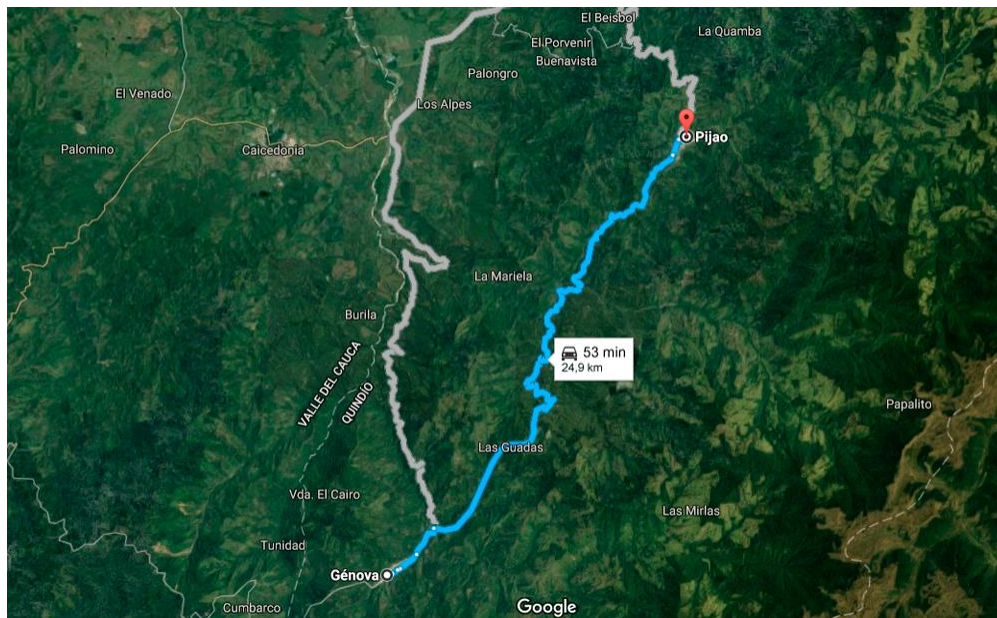 El Beisbol
La Quamba
El Porvenir
Buenavista
Palongro
El Venado
Los Alpes
Pijao
Palomino
Caicedonia
La Mariela
Burila
53 min
24,9 km
VALLE DEL CAUCA
QUINDÍO
Papalito
Las Guadas
Vda. El Cairo
Las Mirlas
Tunidad
Génova
Cumbarco
Google